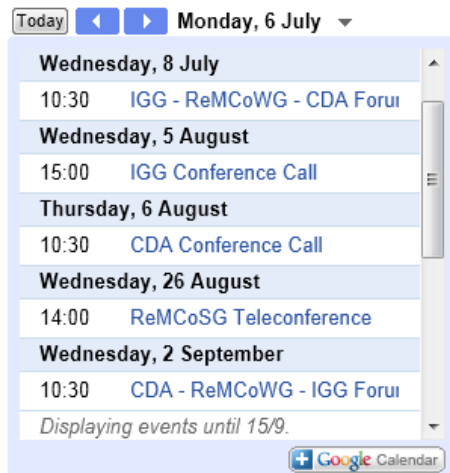 Today Monday, 6 July
Wednesday, 8 July
10:30 IGG - ReMCoWG - CDA
Wednesday, 5 August
15:00 IGG Conference Call
Thursday, 6 August
10:30 CDA Conference Call
Wednesday, 26 August
14:00 ReMCoSG Teleconference
Wednesday, 2 September
10:30 CDA - ReMCoWG - IGG
Displaying events until 15/9.
Google Calendar